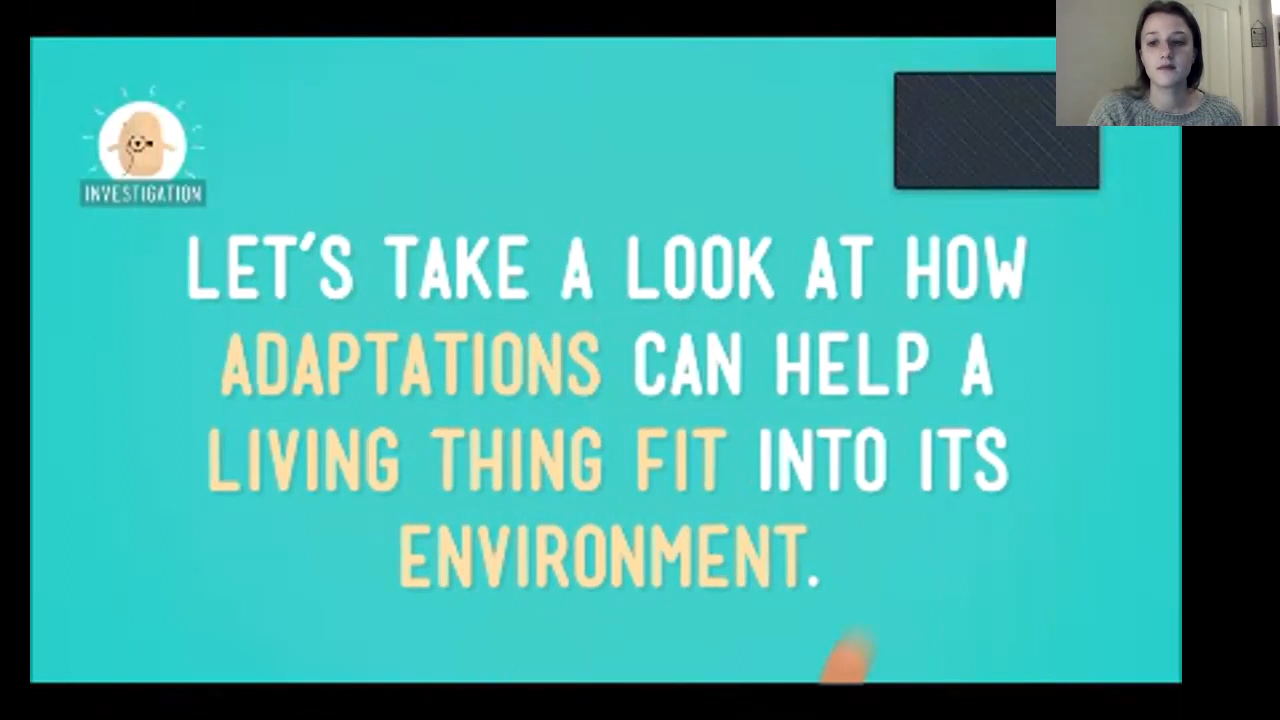 INVESTIGATION
LET'S TAKE A LOOK AT HOW
ADAPTATIONS CAN HELP A
LIVING THING FIT INTO ITS
ENVIRONMENT.